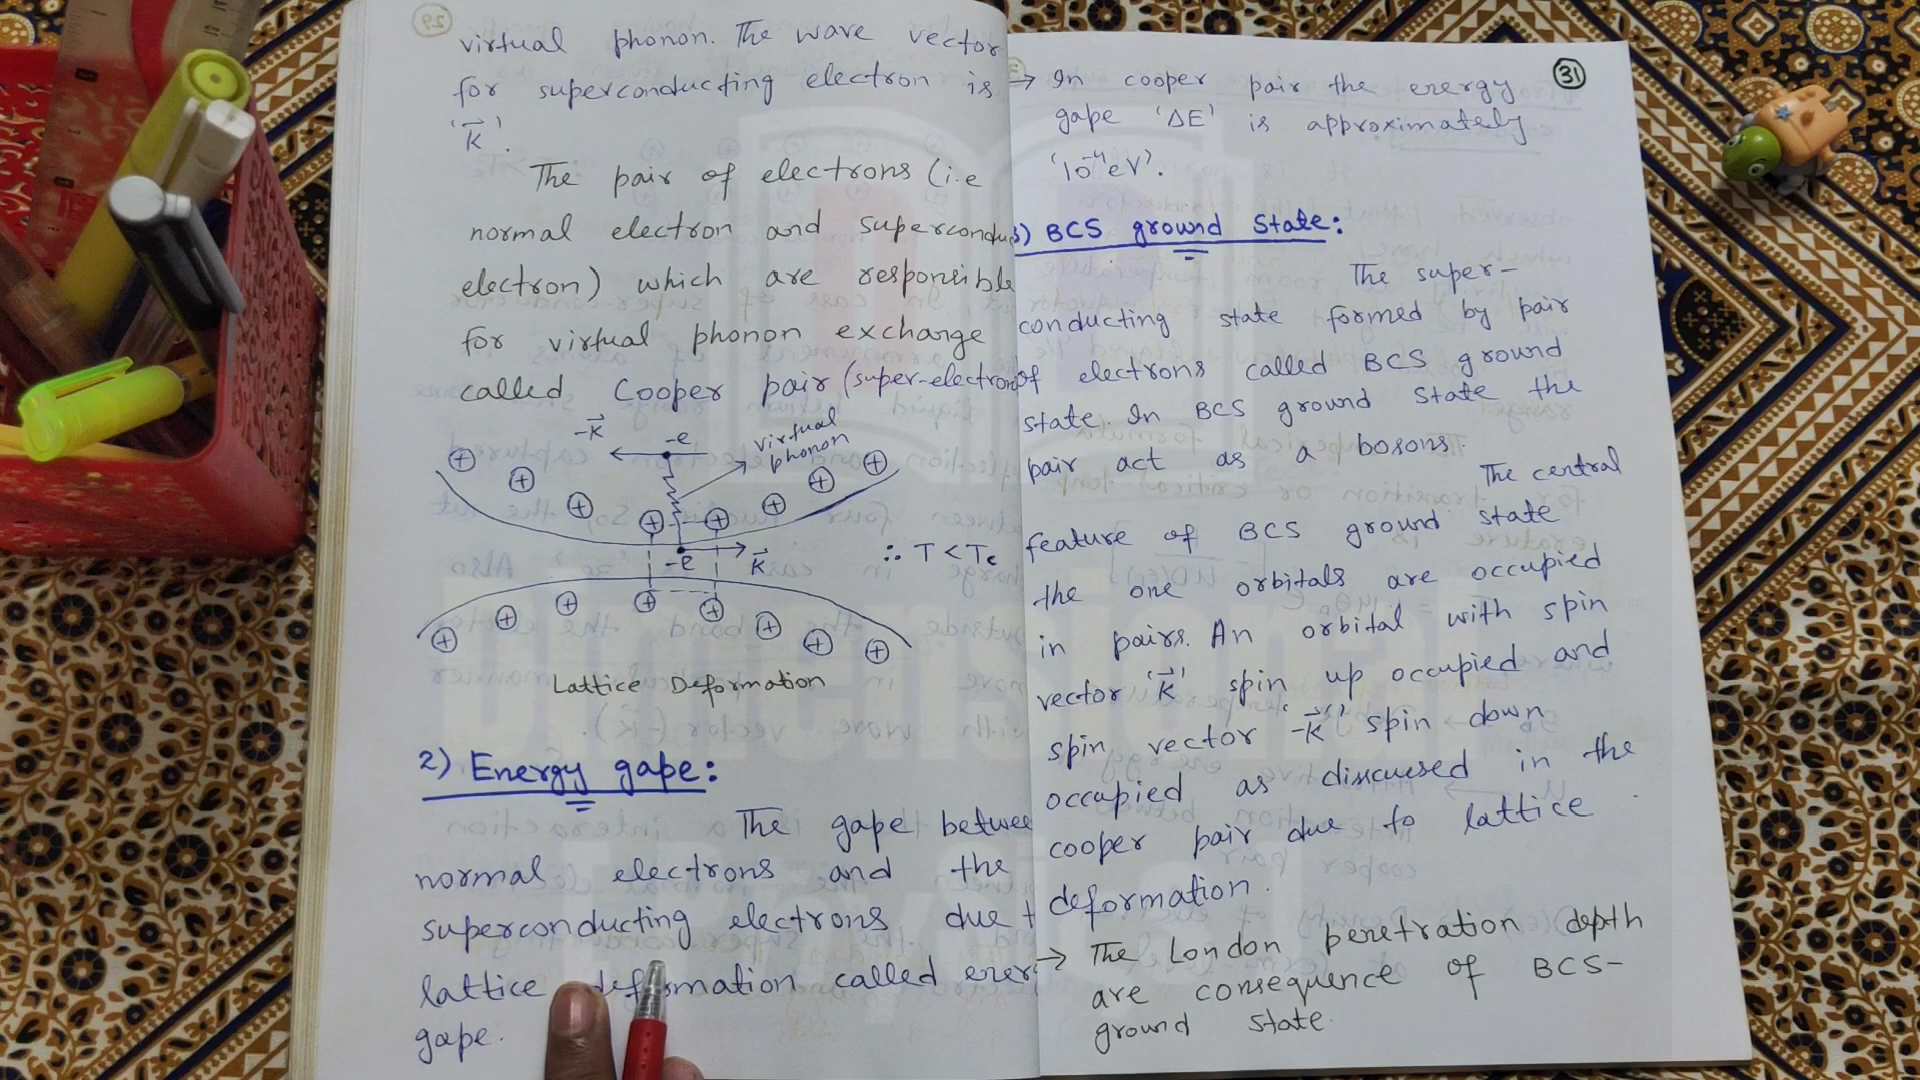 29
virtual phonon. The wave vector
for superconducting electron is
'k⃗'.
The pair of electrons (i.e
normal electron and supercondu
electron) which are responsible
for virtual phonon exchange
called Cooper pair (super-electron
-k⃗
-e
virtual
phonon
-e
k⃗
∴ T < Tc
Lattice Deformation
2) Energy gape:
The gape betwee
normal electrons and the
superconducting electrons due t
lattice deformation called ener
gape.
31
→ In cooper pair the energy
gape 'ΔE' is approximately
'10⁻⁴eV'.
3) BCS ground State:
The super-
conducting state formed by pair
of electrons called BCS ground
state. In BCS ground state the
pair act as a bosons.
The central
feature of BCS ground state
the one orbitals are occupied
in pairs. An orbital with spin
vector 'k⃗' spin up occupied and
spin vector '-k⃗' spin down
occupied as discuesed in the
cooper pair due to lattice
deformation.
→ The London penetration depth
are consequence of BCS-
ground state.
Dimensional
Physics